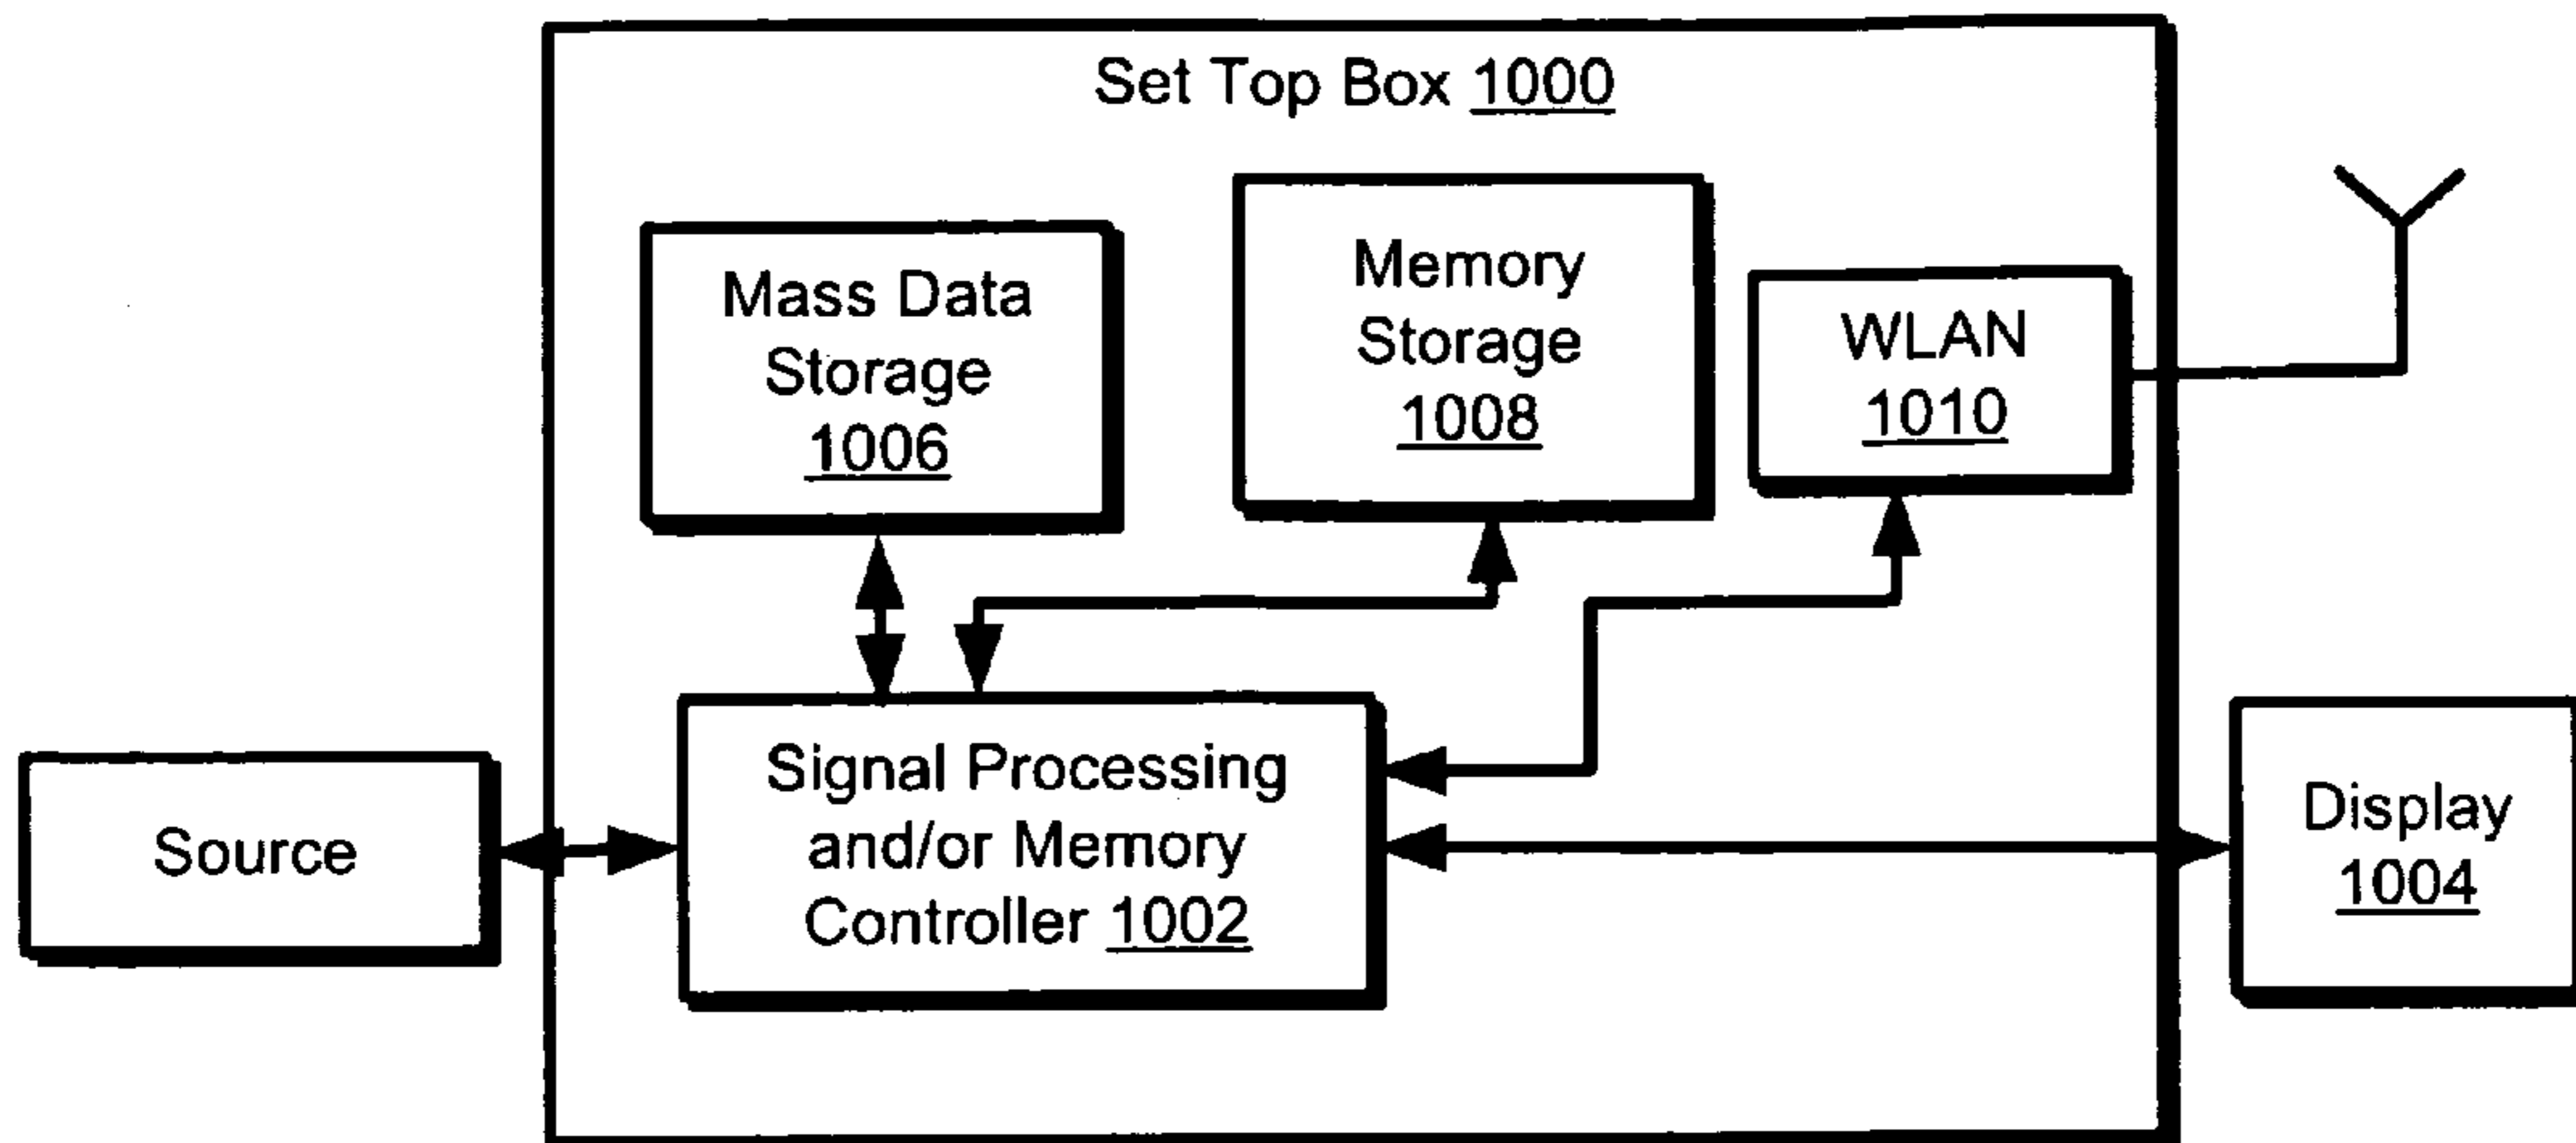 Set Top Box 1000
Mass Data
Storage
1006
Memory
Storage
1008
WLAN
1010
Source
Signal Processing
and/or Memory
Controller 1002
Display
1004